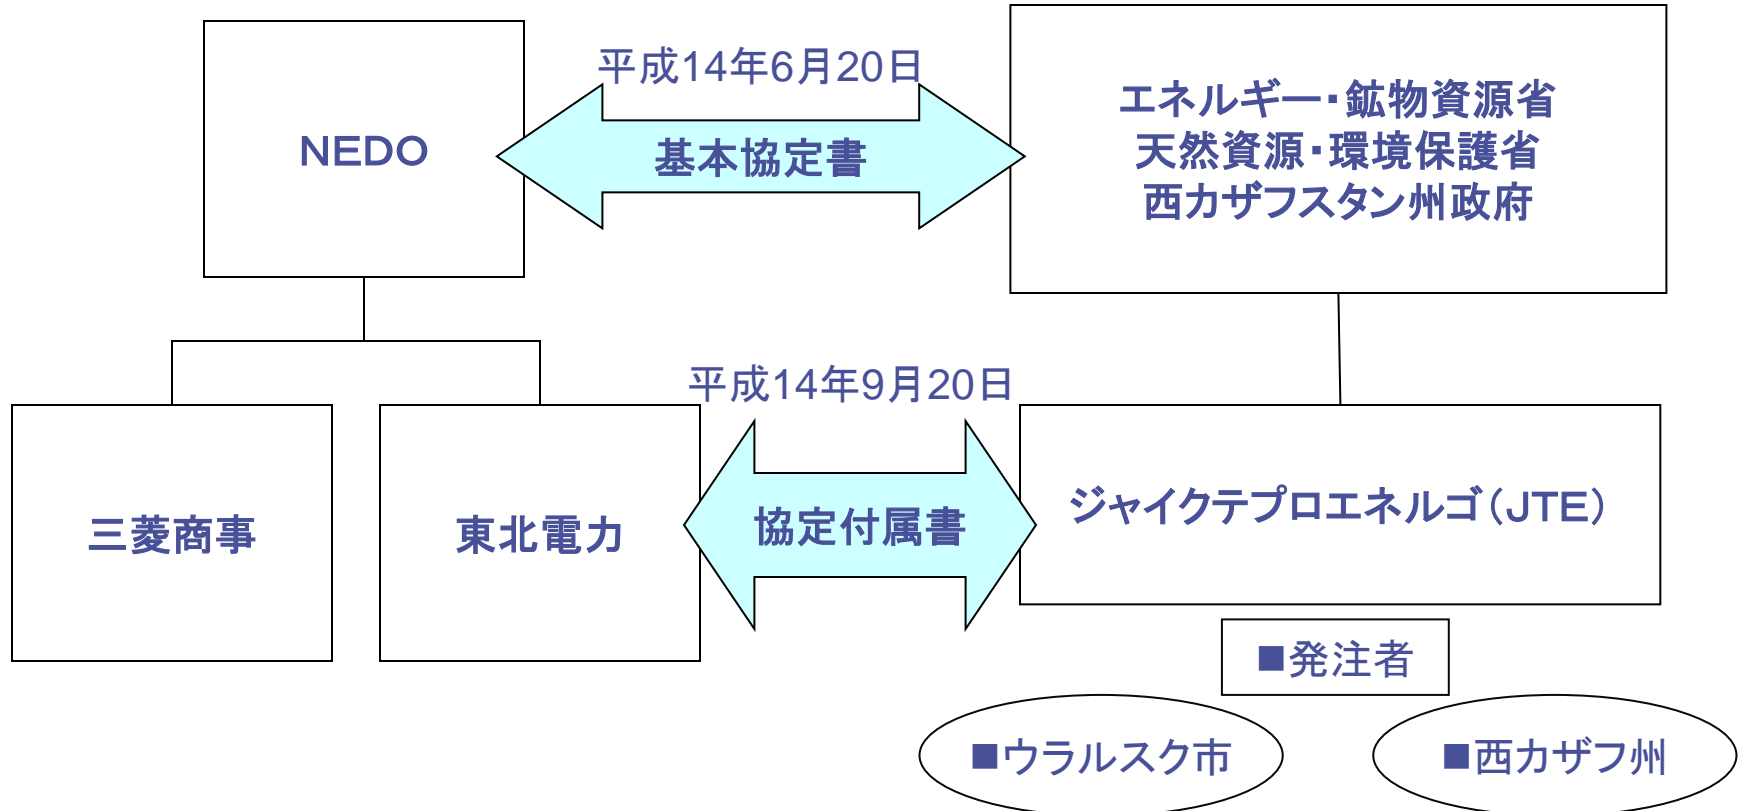 平成14年6月20日
NEDO
基本協定書
エネルギー・鉱物資源省
天然資源・環境保護省
西カザフスタン州政府
平成14年9月20日
三菱商事
東北電力
協定付属書
ジャイクテプロエネルゴ(JTE)
■発注者
■ウラルスク市
■西カザフ州